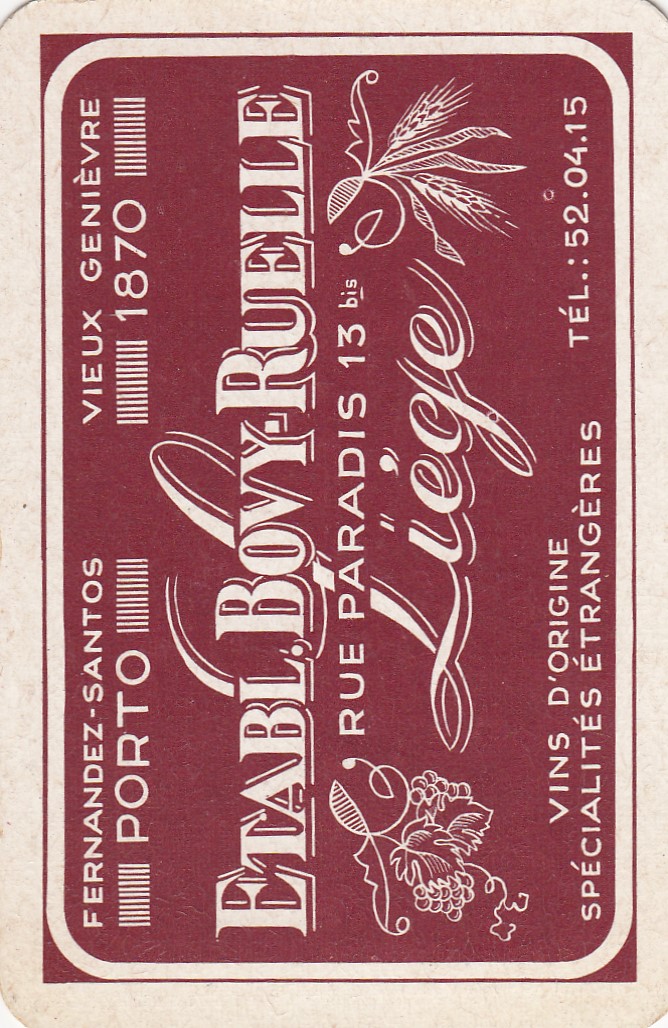 FERNANDEZ-SANTOS
PORTO
VIEUX GENIÈVRE
1870
ETABL. BOVY-RUELLE
RUE PARADIS 13 bis
Liége
VINS D'ORIGINE
SPÉCIALITÉS ÉTRANGÈRES
TÉL.: 52.04.15